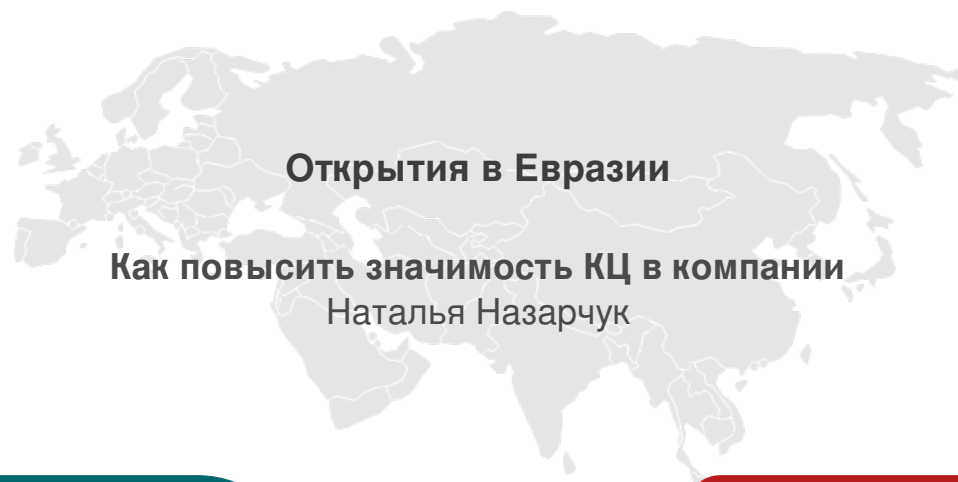 Открытия в Евразии
Как повысить значимость КЦ в компании
Наталья Назарчук